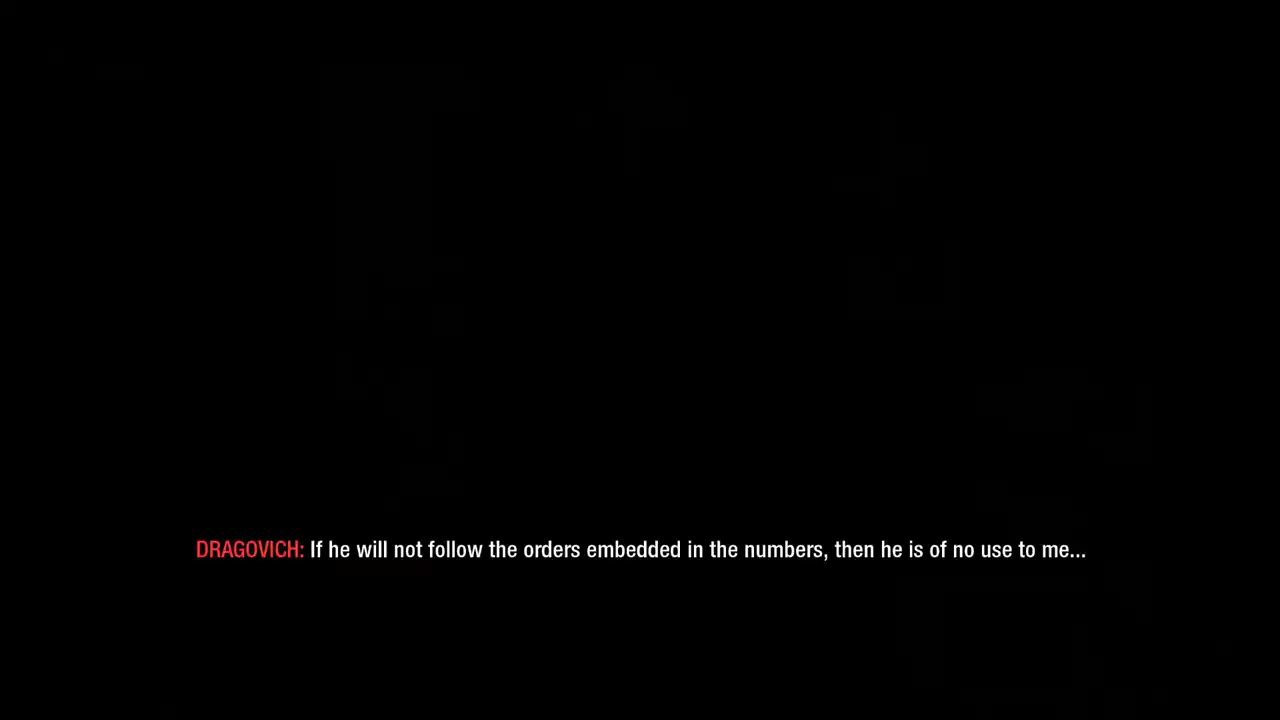 DRAGOVICH: If he will not follow the orders embedded in the numbers, then he is of no use to me...